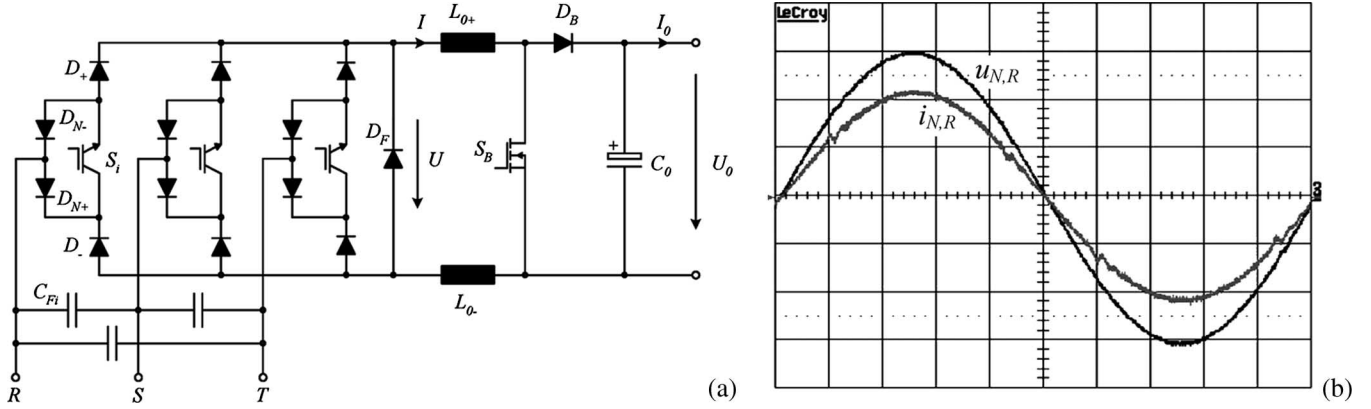 I
L0+
DB
I0
D+
DN-
Si
DF
U
SB
+
C0
U0
DN+
D-
CFi
L0-
R
S
T
(a)
LeCroy
uN,R
iN,R
(b)